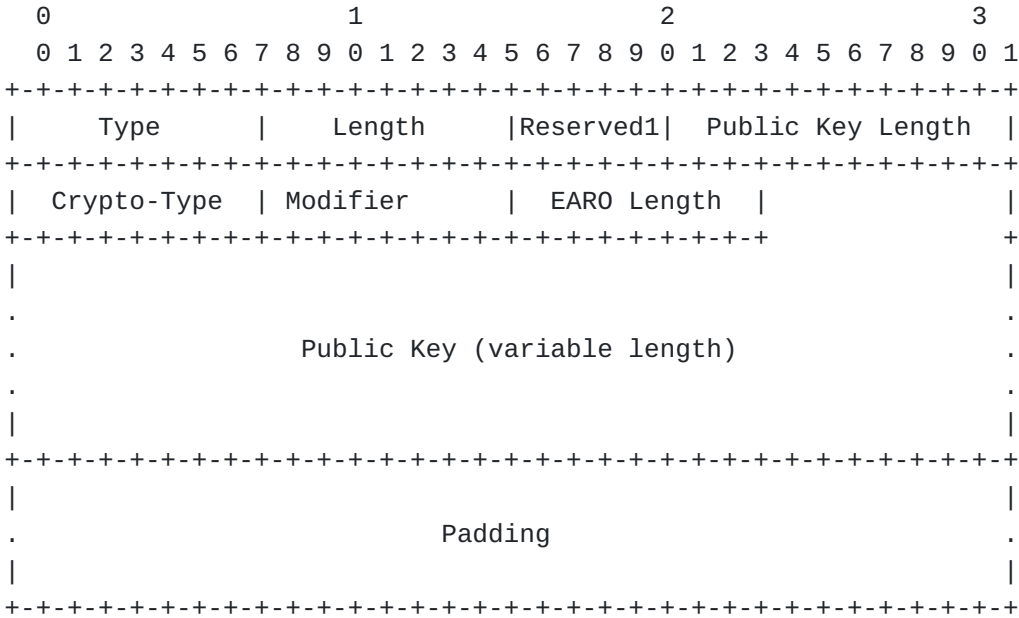 0                   1                   2                   3
0 1 2 3 4 5 6 7 8 9 0 1 2 3 4 5 6 7 8 9 0 1 2 3 4 5 6 7 8 9 0 1
+-+-+-+-+-+-+-+-+-+-+-+-+-+-+-+-+-+-+-+-+-+-+-+-+-+-+-+-+-+-+-+-+
|     Type      |    Length     |Reserved1|  Public Key Length  |
+-+-+-+-+-+-+-+-+-+-+-+-+-+-+-+-+-+-+-+-+-+-+-+-+-+-+-+-+-+-+-+-+
|  Crypto-Type  | Modifier      |  EARO Length  |               |
+-+-+-+-+-+-+-+-+-+-+-+-+-+-+-+-+-+-+-+-+-+-+-+-+               +
|                                                               |
.                                                               .
.                  Public Key (variable length)                 .
.                                                               .
|                                                               |
+-+-+-+-+-+-+-+-+-+-+-+-+-+-+-+-+-+-+-+-+-+-+-+-+-+-+-+-+-+-+-+-+
|                                                               |
.                           Padding                             .
|                                                               |
+-+-+-+-+-+-+-+-+-+-+-+-+-+-+-+-+-+-+-+-+-+-+-+-+-+-+-+-+-+-+-+-+